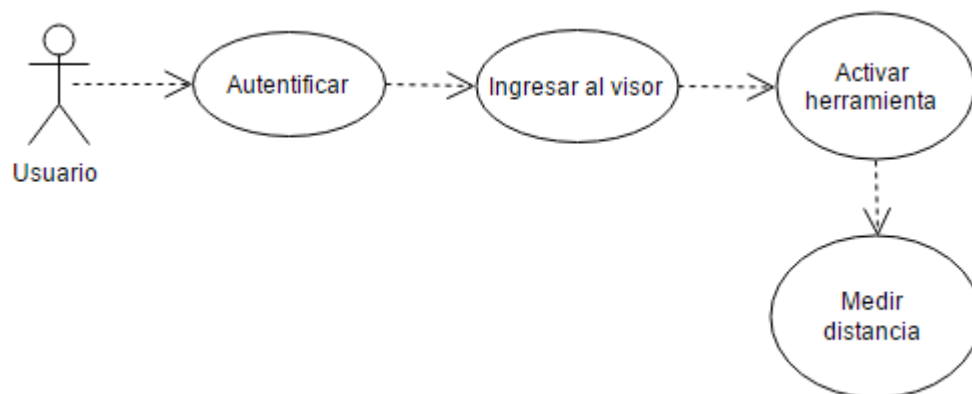 Usuario
Autentificar
Ingresar al visor
Activar
herramienta
Medir
distancia